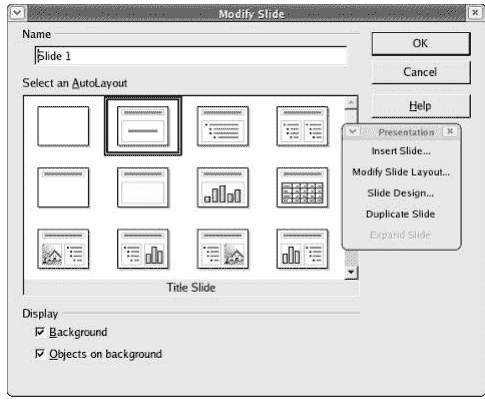 Modify Slide
Name
Slide 1
Select an AutoLayout
OK
Cancel
Help
Presentation
Insert Slide...
Modify Slide Layout...
Slide Design...
Duplicate Slide
Expand Slide
Title Slide
Display
Background
Objects on background